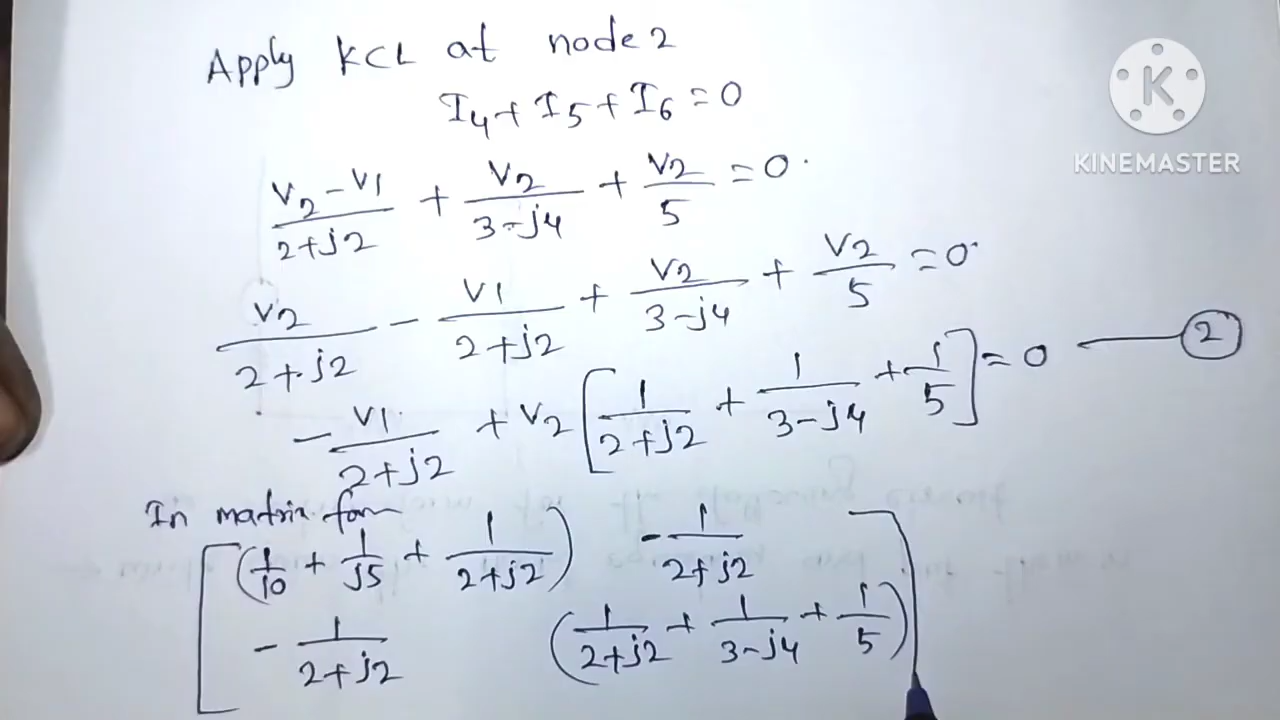 Apply KCL at node 2
I4 + I5 + I6 = 0
KINEMASTER
(V2 - V1)/(2+j2) + V2/(3-j4) + V2/5 = 0.
V2/(2+j2) - V1/(2+j2) + V2/(3-j4) + V2/5 = 0.
-V1/(2+j2) + V2 [1/(2+j2) + 1/(3-j4) + 1/5] = 0 — 2
In matrix form
[(1/10 + 1/j5 + 1/(2+j2)) -1/(2+j2)
-1/(2+j2) (1/(2+j2) + 1/(3-j4) + 1/5)]